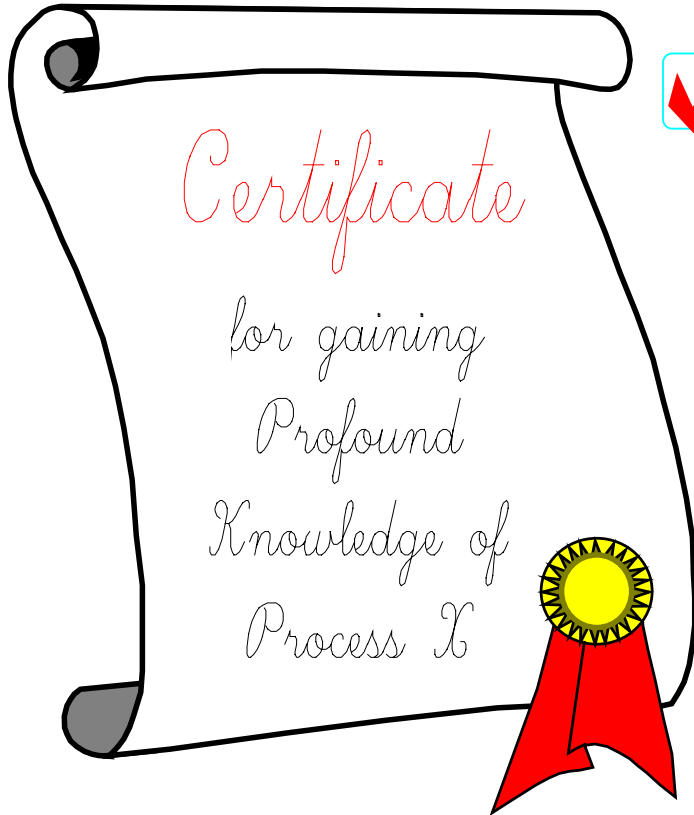 Certificate
for gaining
Profound
Knowledge of
Process X